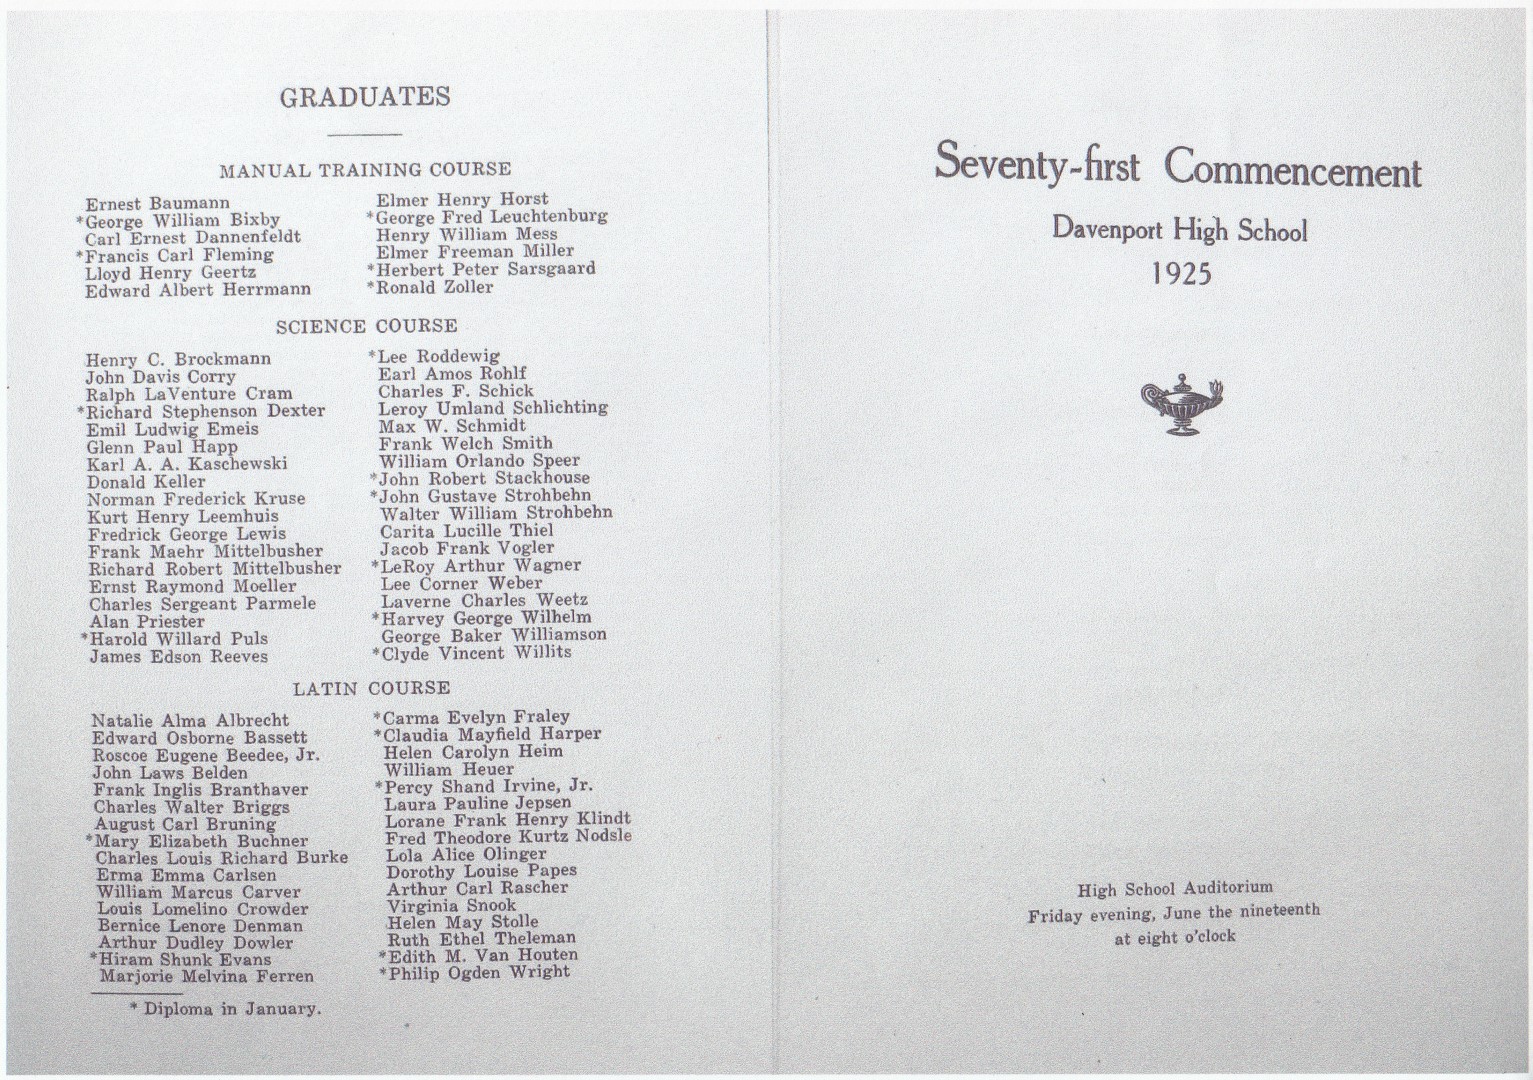 GRADUATES
MANUAL TRAINING COURSE
Ernest Baumann
*George William Bixby
Carl Ernest Dannenfeldt
*Francis Carl Fleming
Lloyd Henry Geertz
Edward Albert Herrmann
Elmer Henry Horst
*George Fred Leuchtenburg
Henry William Mess
Elmer Freeman Miller
*Herbert Peter Sarsgaard
*Ronald Zoller
SCIENCE COURSE
Henry C. Brockmann
John Davis Corry
Ralph LaVenture Cram
*Richard Stephenson Dexter
Emil Ludwig Emeis
Glenn Paul Happ
Karl A. A. Kaschewski
Donald Keller
Norman Frederick Kruse
Kurt Henry Leemhuis
Fredrick George Lewis
Frank Maehr Mittelbusher
Richard Robert Mittelbusher
Ernst Raymond Moeller
Charles Sergeant Parmele
Alan Priester
*Harold Willard Puls
James Edson Reeves
*Lee Roddewig
Earl Amos Rohlf
Charles F. Schick
Leroy Umland Schlichting
Max W. Schmidt
Frank Welch Smith
William Orlando Speer
*John Robert Stackhouse
*John Gustave Strohbehn
Walter William Strohbehn
Carita Lucille Thiel
Jacob Frank Vogler
*LeRoy Arthur Wagner
Lee Corner Weber
Laverne Charles Weetz
*Harvey George Wilhelm
George Baker Williamson
*Clyde Vincent Willits
LATIN COURSE
Natalie Alma Albrecht
Edward Osborne Bassett
Roscoe Eugene Beedee, Jr.
John Laws Belden
Frank Inglis Branthaver
Charles Walter Briggs
August Carl Bruning
*Mary Elizabeth Buchner
Charles Louis Richard Burke
Erma Emma Carlsen
William Marcus Carver
Louis Lomelino Crowder
Bernice Lenore Denman
Arthur Dudley Dowler
*Hiram Shunk Evans
Marjorie Melvina Ferren
*Carma Evelyn Fraley
*Claudia Mayfield Harper
Helen Carolyn Heim
William Heuer
*Percy Shand Irvine, Jr.
Laura Pauline Jepsen
Lorane Frank Henry Klindt
Fred Theodore Kurtz Nodsle
Lola Alice Olinger
Dorothy Louise Papes
Arthur Carl Rascher
Virginia Snook
Helen May Stolle
Ruth Ethel Theleman
*Edith M. Van Houten
*Philip Ogden Wright
* Diploma in January.
Seventy-first Commencement
Davenport High School
1925
High School Auditorium
Friday evening, June the nineteenth
at eight o'clock